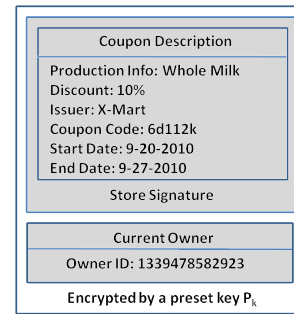 Coupon Description
Production Info: Whole Milk
Discount: 10%
Issuer: X-Mart
Coupon Code: 6d112k
Start Date: 9-20-2010
End Date: 9-27-2010
Store Signature
Current Owner
Owner ID: 1339478582923
Encrypted by a preset key Pk